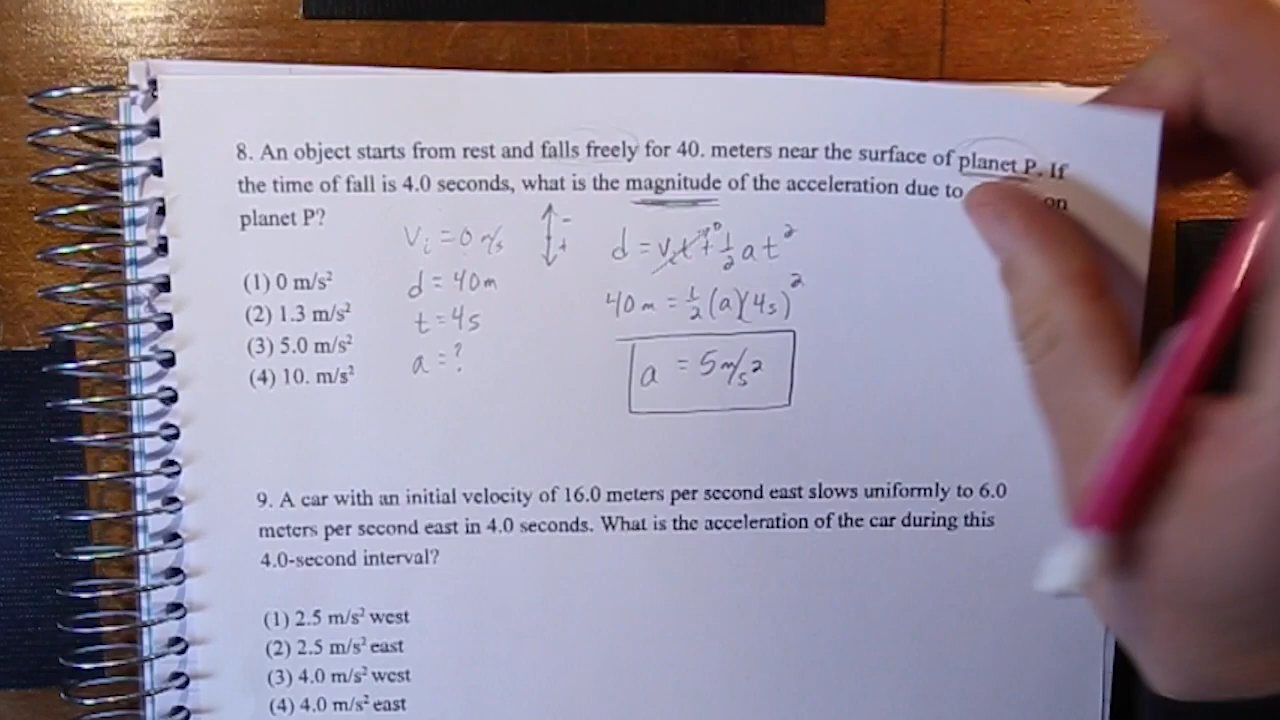 8. An object starts from rest and falls freely for 40. meters near the surface of planet P. If
the time of fall is 4.0 seconds, what is the magnitude of the acceleration due to on
planet P?
Vi = 0 m/s
d = 40m
t = 4s
a = ?
- 
+
d = Vit + 0 1/2 at²
40m = 1/2 (a)(4s)²
a = 5 m/s²
(1) 0 m/s²
(2) 1.3 m/s²
(3) 5.0 m/s²
(4) 10. m/s²
9. A car with an initial velocity of 16.0 meters per second east slows uniformly to 6.0
meters per second east in 4.0 seconds. What is the acceleration of the car during this
4.0-second interval?
(1) 2.5 m/s² west
(2) 2.5 m/s² east
(3) 4.0 m/s² west
(4) 4.0 m/s² east